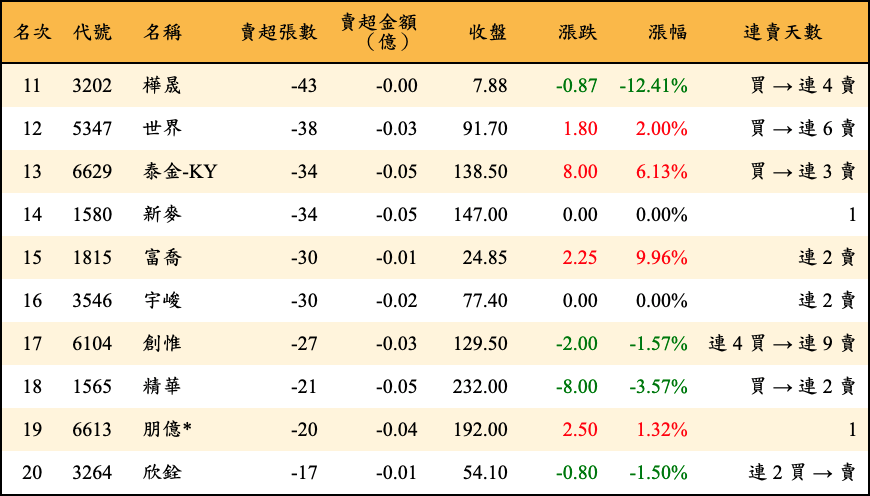 名次 代號 名稱 賣超張數 賣超金額（億） 收盤 漲跌 漲幅 連賣天數
11 3202 樺晟 -43 -0.00 7.88 -0.87 -12.41% 買 → 連 4 賣
12 5347 世界 -38 -0.03 91.70 1.80 2.00% 買 → 連 6 賣
13 6629 泰金-KY -34 -0.05 138.50 8.00 6.13% 買 → 連 3 賣
14 1580 新麥 -34 -0.05 147.00 0.00 0.00% 1
15 1815 富喬 -30 -0.01 24.85 2.25 9.96% 連 2 賣
16 3546 宇峻 -30 -0.02 77.40 0.00 0.00% 連 2 賣
17 6104 創惟 -27 -0.03 129.50 -2.00 -1.57% 連 4 買 → 連 9 賣
18 1565 精華 -21 -0.05 232.00 -8.00 -3.57% 買 → 連 2 賣
19 6613 朋億* -20 -0.04 192.00 2.50 1.32% 1
20 3264 欣銓 -17 -0.01 54.10 -0.80 -1.50% 連 2 買 → 賣